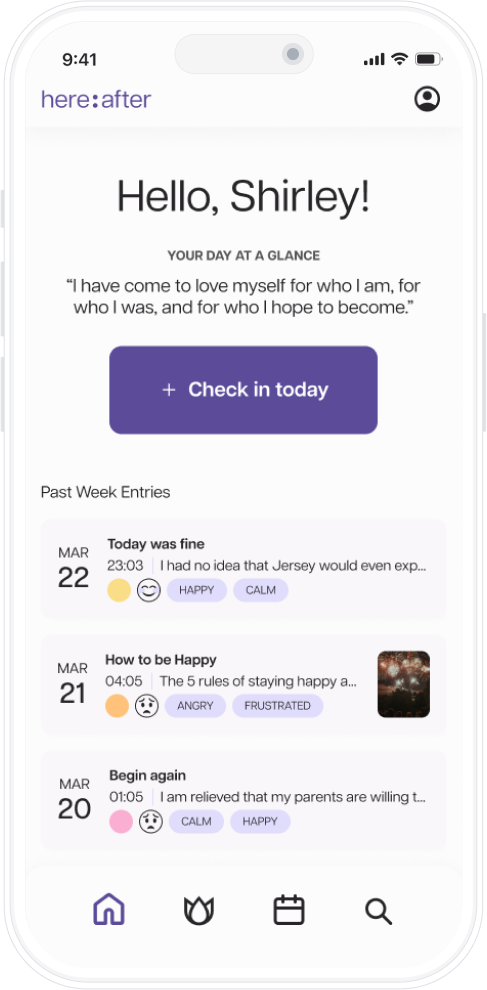 9:41
here:after
Hello, Shirley!
YOUR DAY AT A GLANCE
“I have come to love myself for who I am, for
who I was, and for who I hope to become.”
+ Check in today
Past Week Entries
MAR
22
Today was fine
23:03 | I had no idea that Jersey would even exp...
HAPPY CALM
MAR
21
How to be Happy
04:05 | The 5 rules of staying happy a...
ANGRY FRUSTRATED
MAR
20
Begin again
01:05 | I am relieved that my parents are willing t...
CALM HAPPY